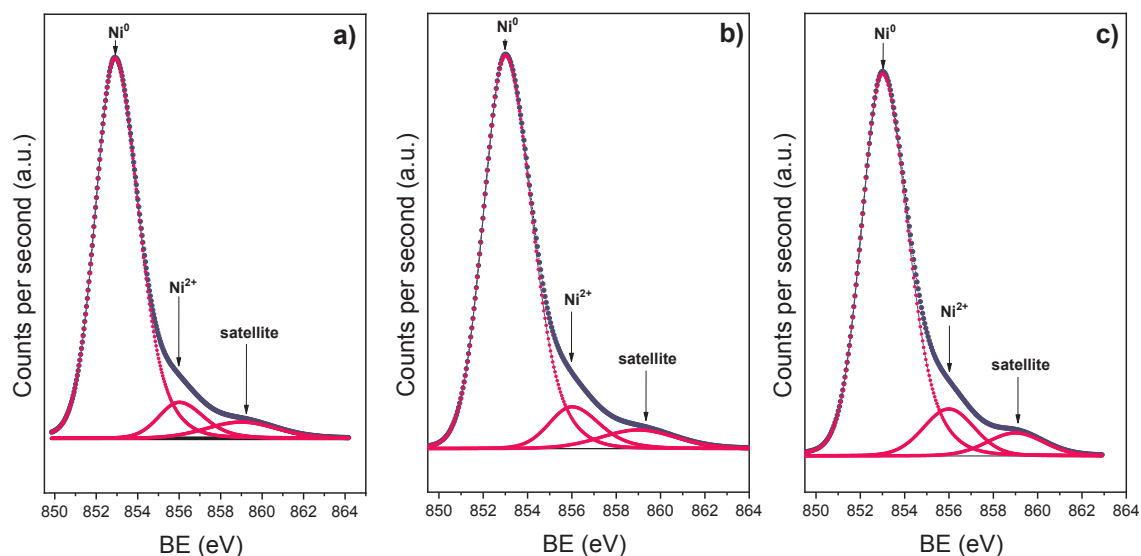 a)
Ni⁰
Ni²⁺
satellite
Counts per second (a.u.)
850 852 854 856 858 860 862 864
BE (eV)
b)
Ni⁰
Ni²⁺
satellite
Counts per second (a.u.)
850 852 854 856 858 860 862 864
BE (eV)
c)
Ni⁰
Ni²⁺
satellite
Counts per second (a.u.)
850 852 854 856 858 860 862 864
BE (eV)